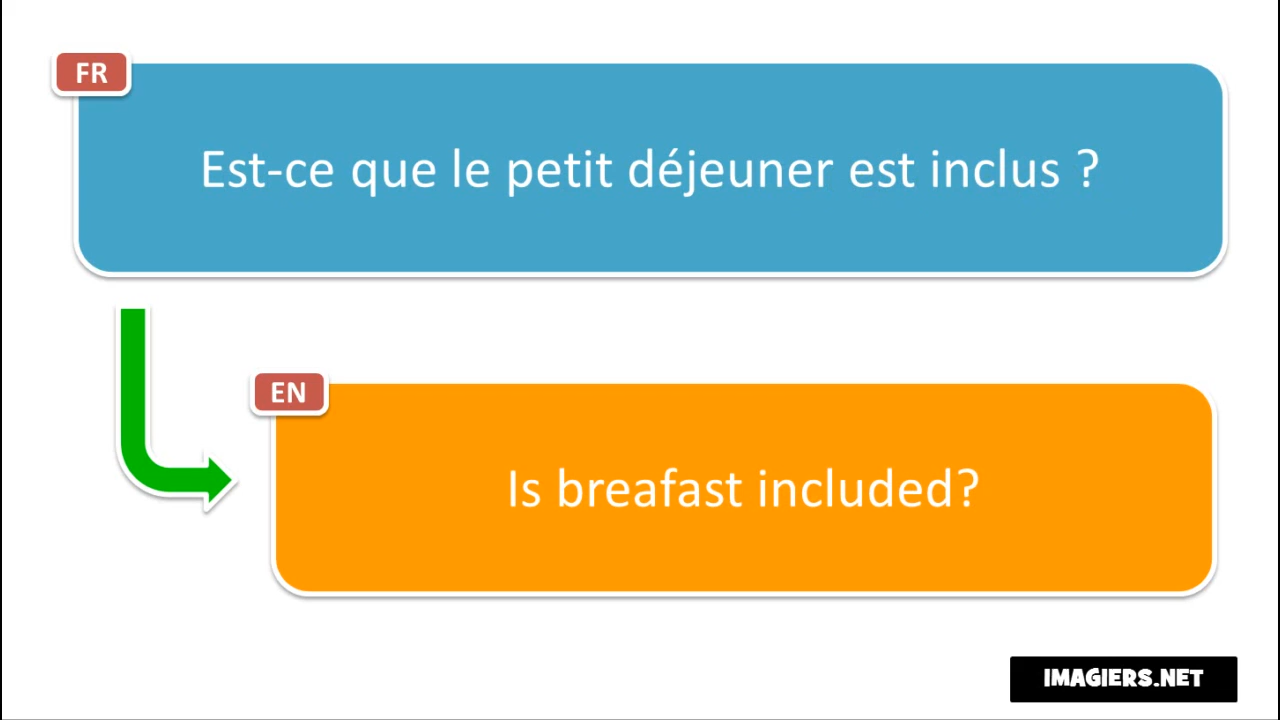 FR
Est-ce que le petit déjeuner est inclus ?
EN
Is breafast included?
IMAGIERS.NET